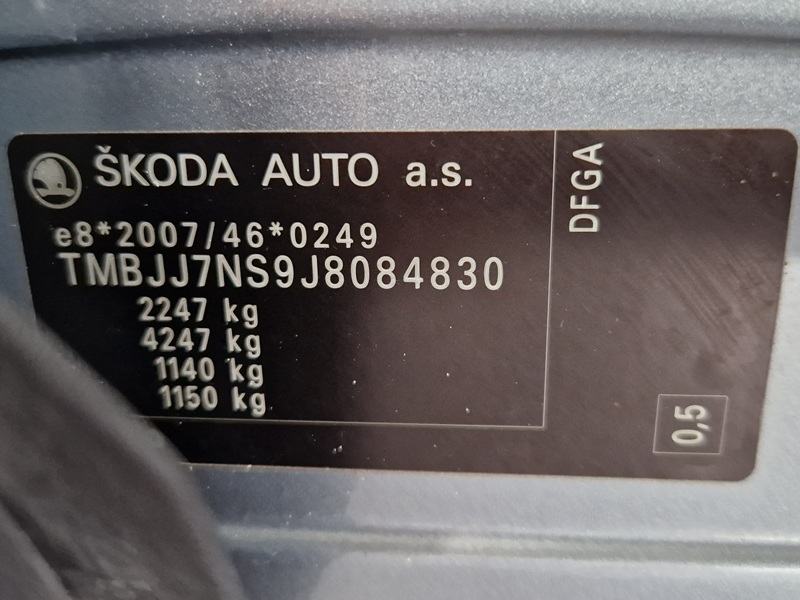 ŠKODA AUTO a.s.
e8*2007/46*0249
TMBJJ7NS9J8084830
2247 kg
4247 kg
1140 kg
1150 kg
DFGA
0,5